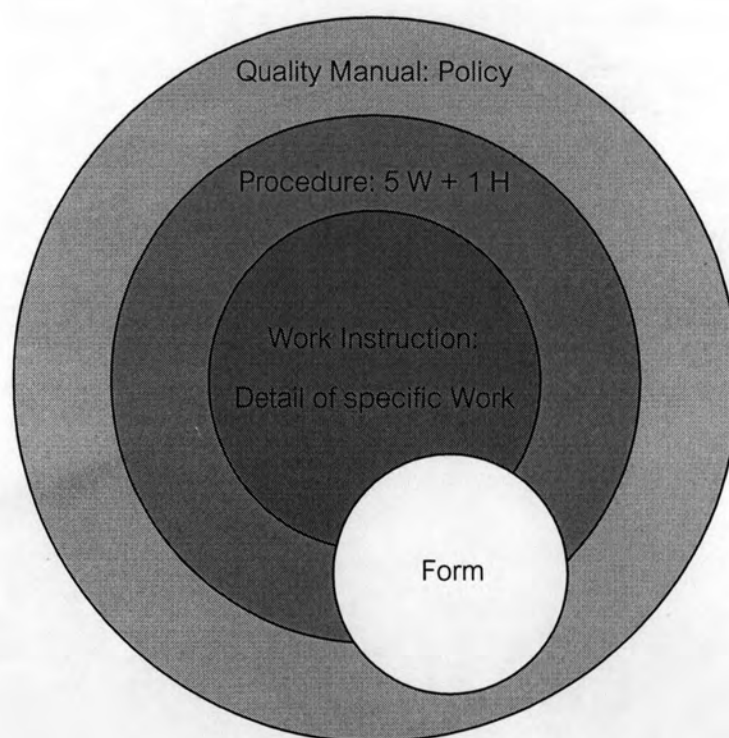 Quality Manual: Policy
Procedure: 5 W + 1 H
Work Instruction:
Detail of specific Work
Form